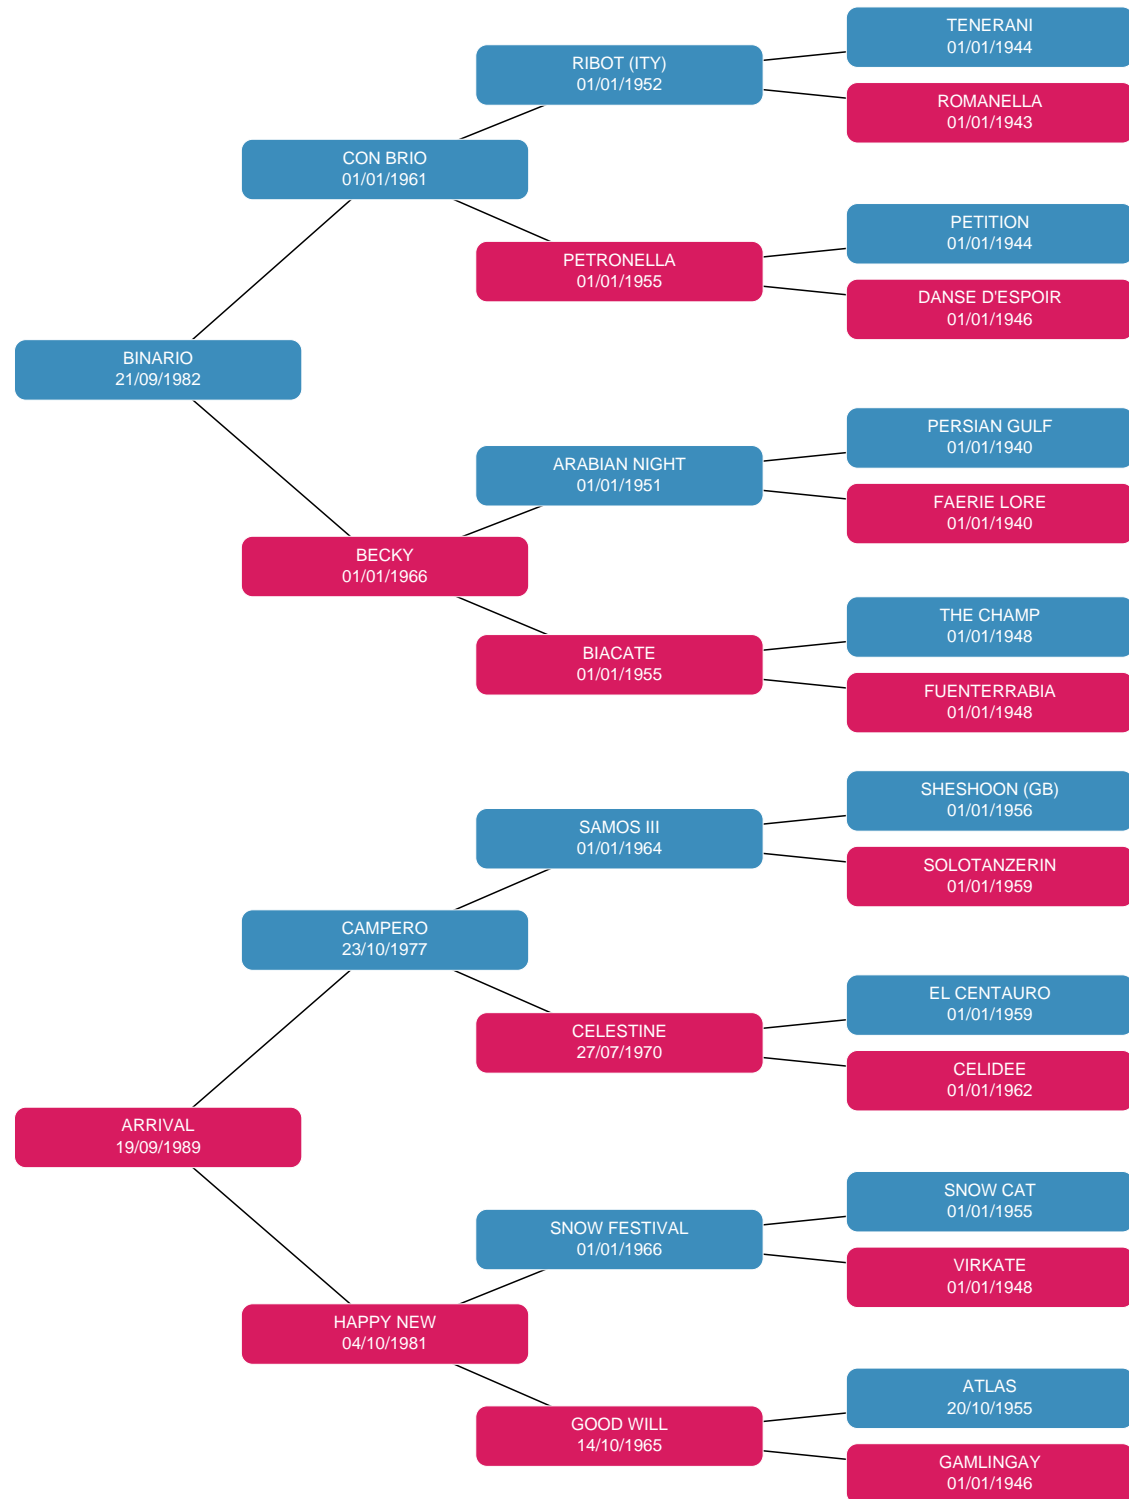 TENERANI
01/01/1944
RIBOT (ITY)
01/01/1952
ROMANELLA
01/01/1943
CON BRIO
01/01/1961
PETITION
01/01/1944
PETRONELLA
01/01/1955
DANSE D'ESPOIR
01/01/1946
BINARIO
21/09/1982
PERSIAN GULF
01/01/1940
ARABIAN NIGHT
01/01/1951
FAERIE LORE
01/01/1940
BECKY
01/01/1966
THE CHAMP
01/01/1948
BIACATE
01/01/1955
FUENTERRABIA
01/01/1948
SHESHOON (GB)
01/01/1956
SAMOS III
01/01/1964
SOLOTANZERIN
01/01/1959
CAMPERO
23/10/1977
EL CENTAURO
01/01/1959
CELESTINE
27/07/1970
CELIDEE
01/01/1962
ARRIVAL
19/09/1989
SNOW CAT
01/01/1955
SNOW FESTIVAL
01/01/1966
VIRKATE
01/01/1948
HAPPY NEW
04/10/1981
ATLAS
20/10/1955
GOOD WILL
14/10/1965
GAMLINGAY
01/01/1946